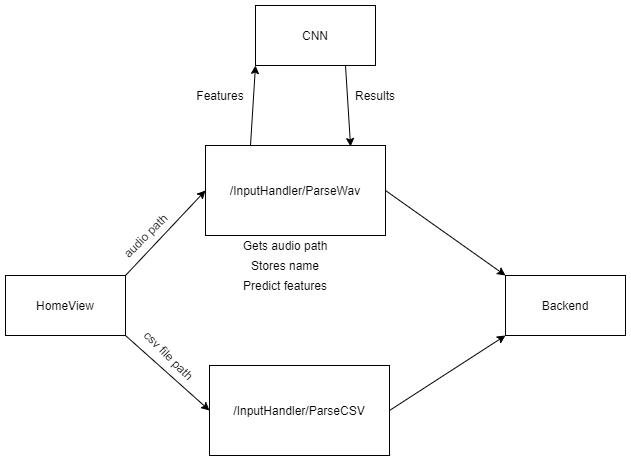 CNN
Features
Results
/InputHandler/ParseWav
audio path
Gets audio path
Stores name
Predict features
HomeView
Backend
csv file path
/InputHandler/ParseCSV